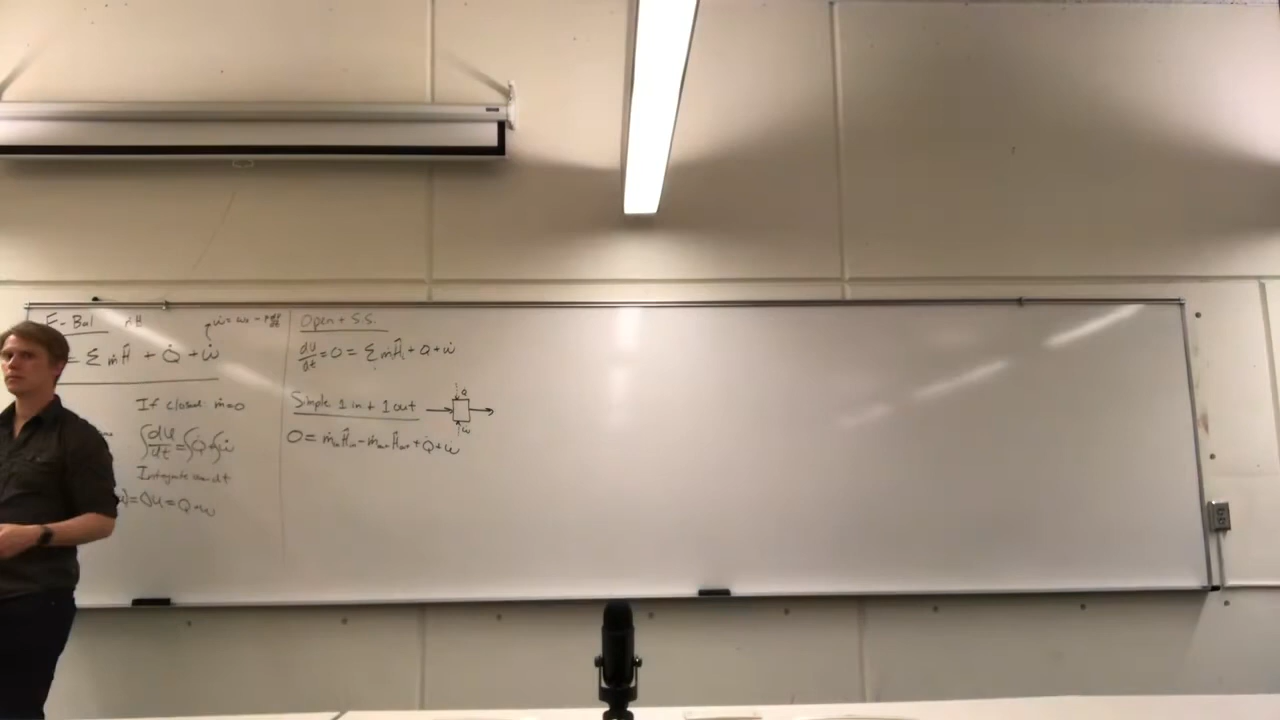 E-Bal
= Σ ṁĤ + Q̇ + ẇ
If closed: ṁ=0
∫dU/dt = ∫Q̇+∫ẇ
Integrate over dt
=ΔU = Q+w
Open + S.S.
dU/dt = 0 = Σ ṁĤ + Q + ẇ
Simple 1 in + 1 out
Q
w
0 = ṁinĤin - ṁoutĤout + Q̇ + ẇ